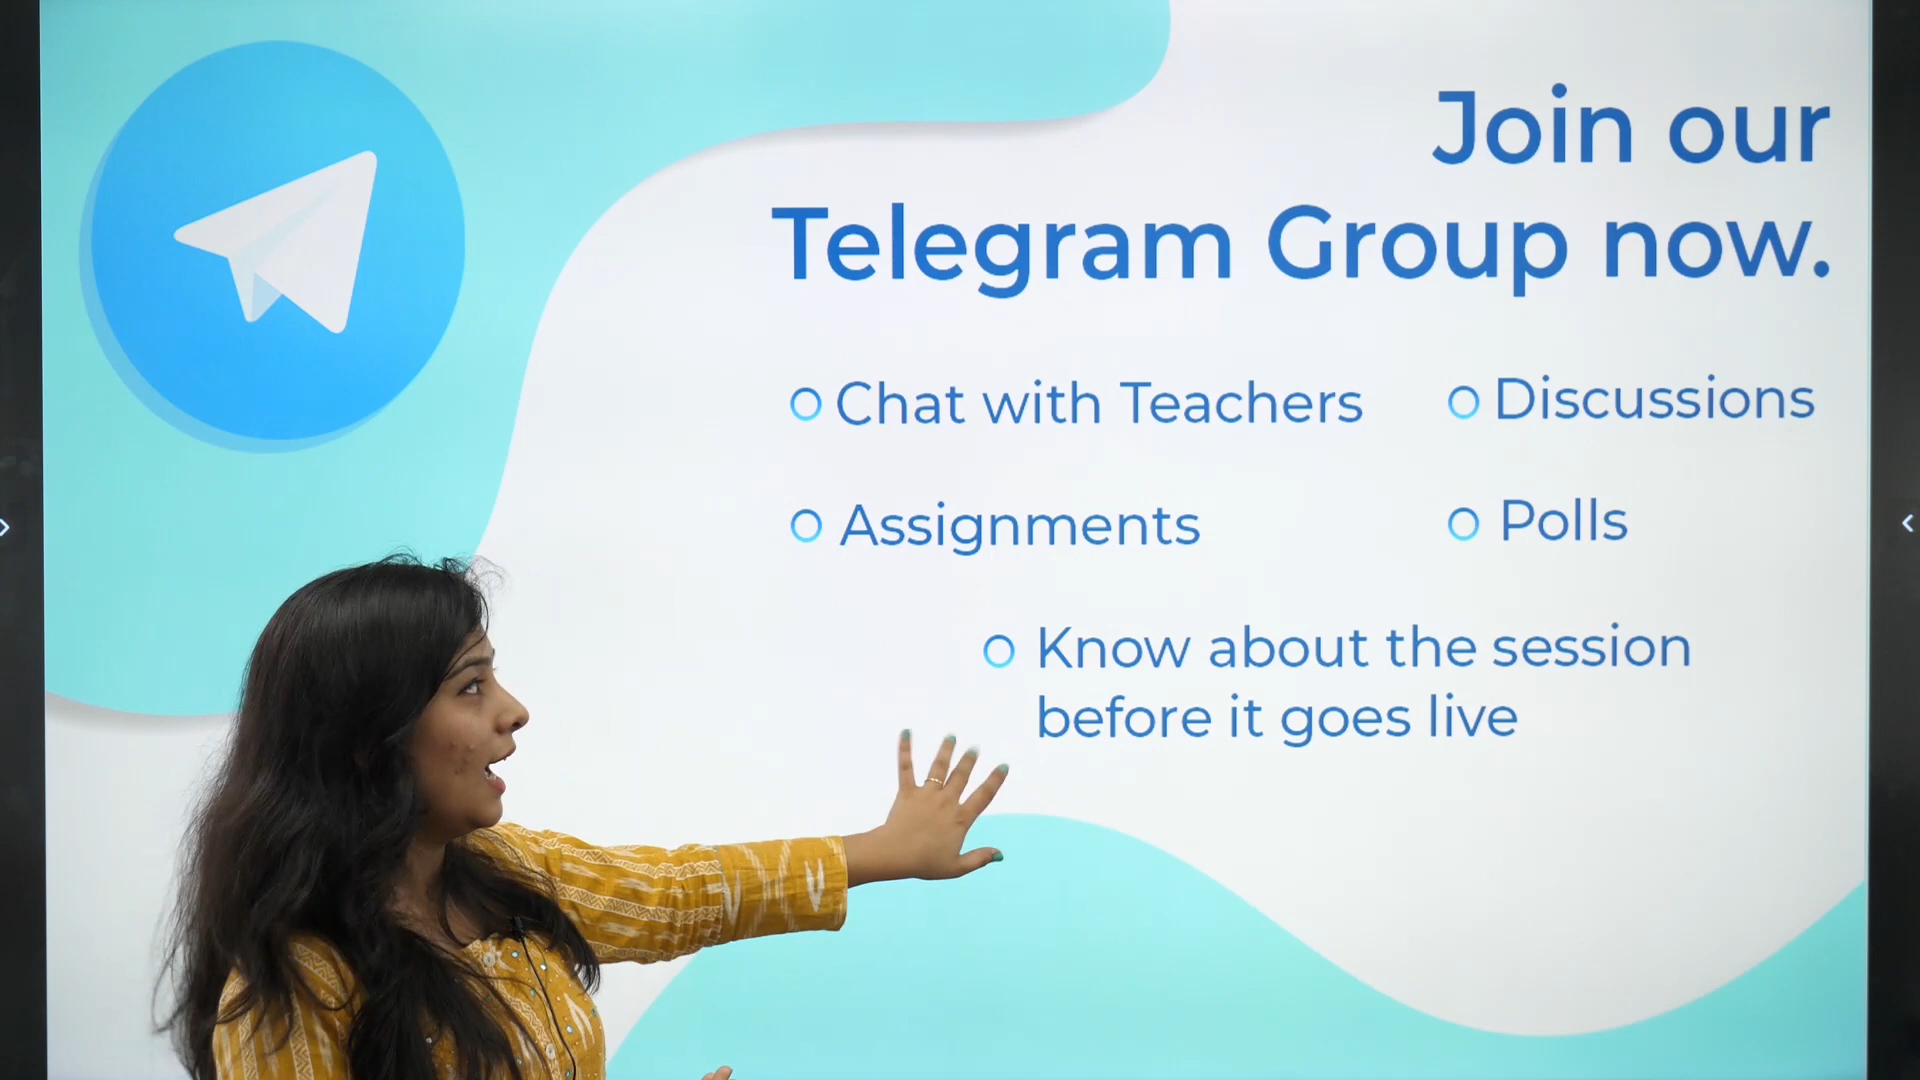 Join our
Telegram Group now.
Chat with Teachers
Discussions
Assignments
Polls
Know about the session
before it goes live